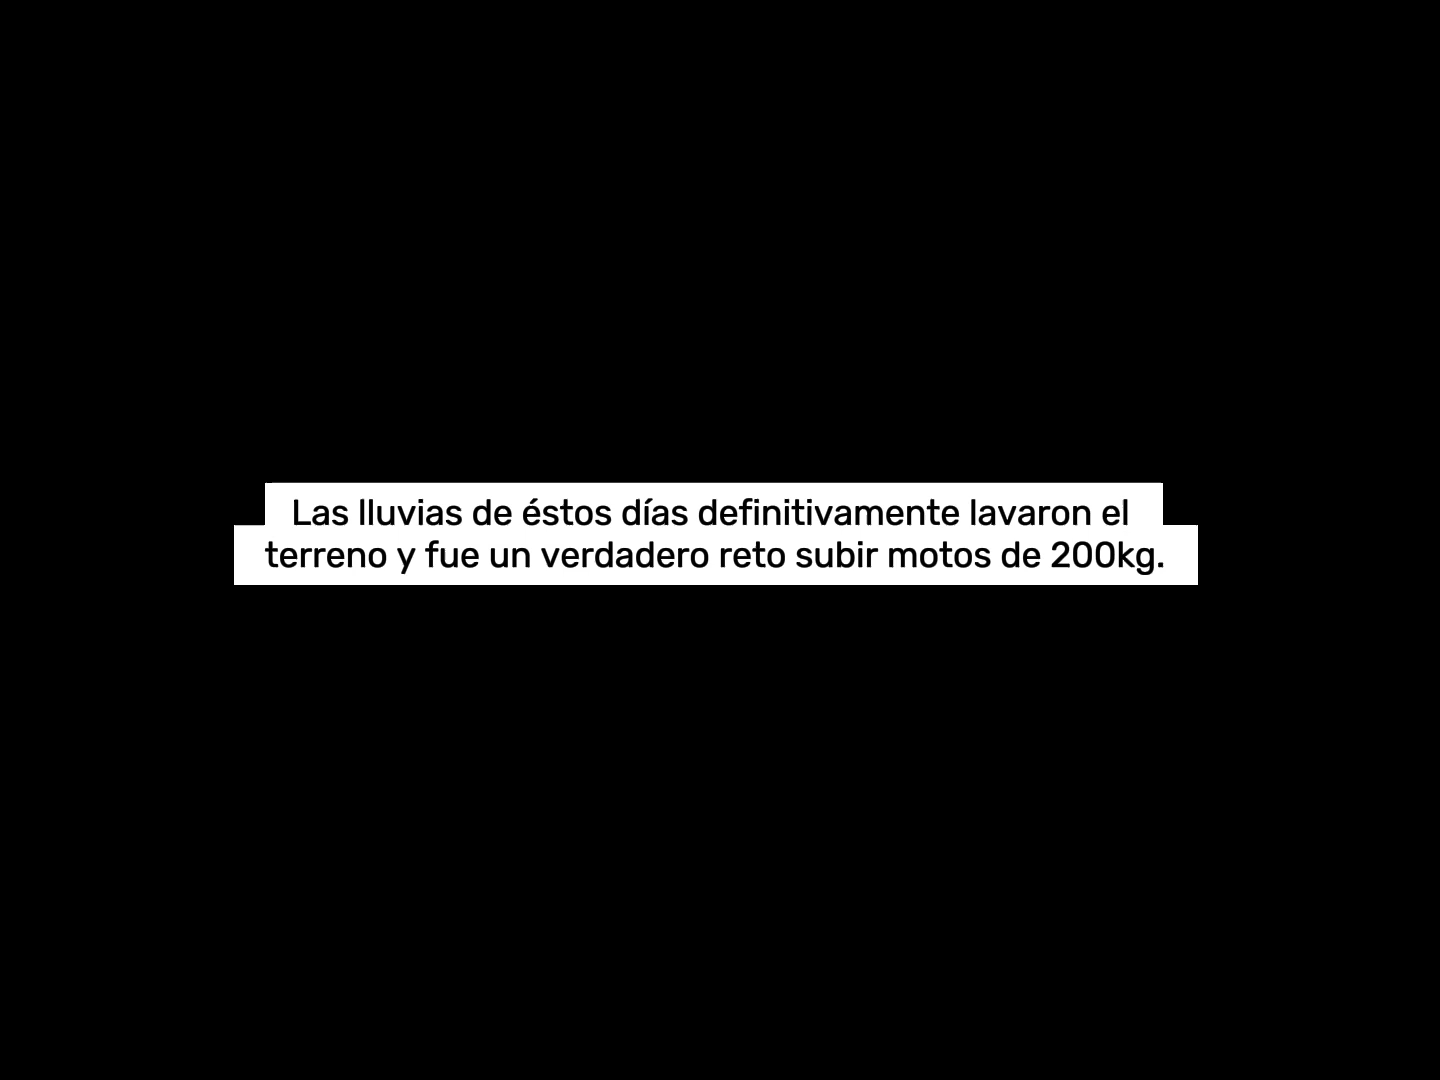 Las lluvias de éstos días definitivamente lavaron el
terreno y fue un verdadero reto subir motos de 200kg.